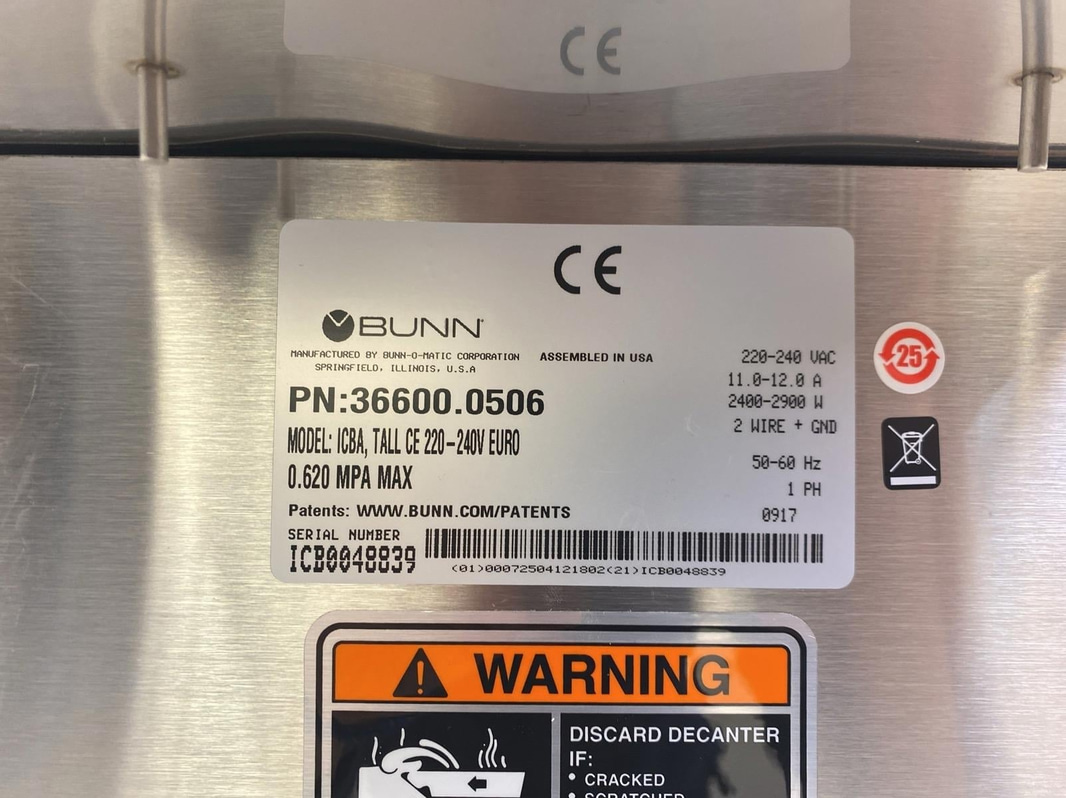 CE
CE
BUNN
MANUFACTURED BY BUNN-O-MATIC CORPORATION
SPRINGFIELD, ILLINOIS, U.S.A
ASSEMBLED IN USA
PN:36600.0506
MODEL: ICBA, TALL CE 220-240V EURO
0.620 MPA MAX
Patents: WWW.BUNN.COM/PATENTS
SERIAL NUMBER
ICB0048839
(01)00072504121802(21)ICB0048839
220-240 VAC
11.0-12.0 A
2400-2900 W
2 WIRE + GND
50-60 Hz
1 PH
0917
25
WARNING
DISCARD DECANTER
IF:
• CRACKED
• SCRATCHED